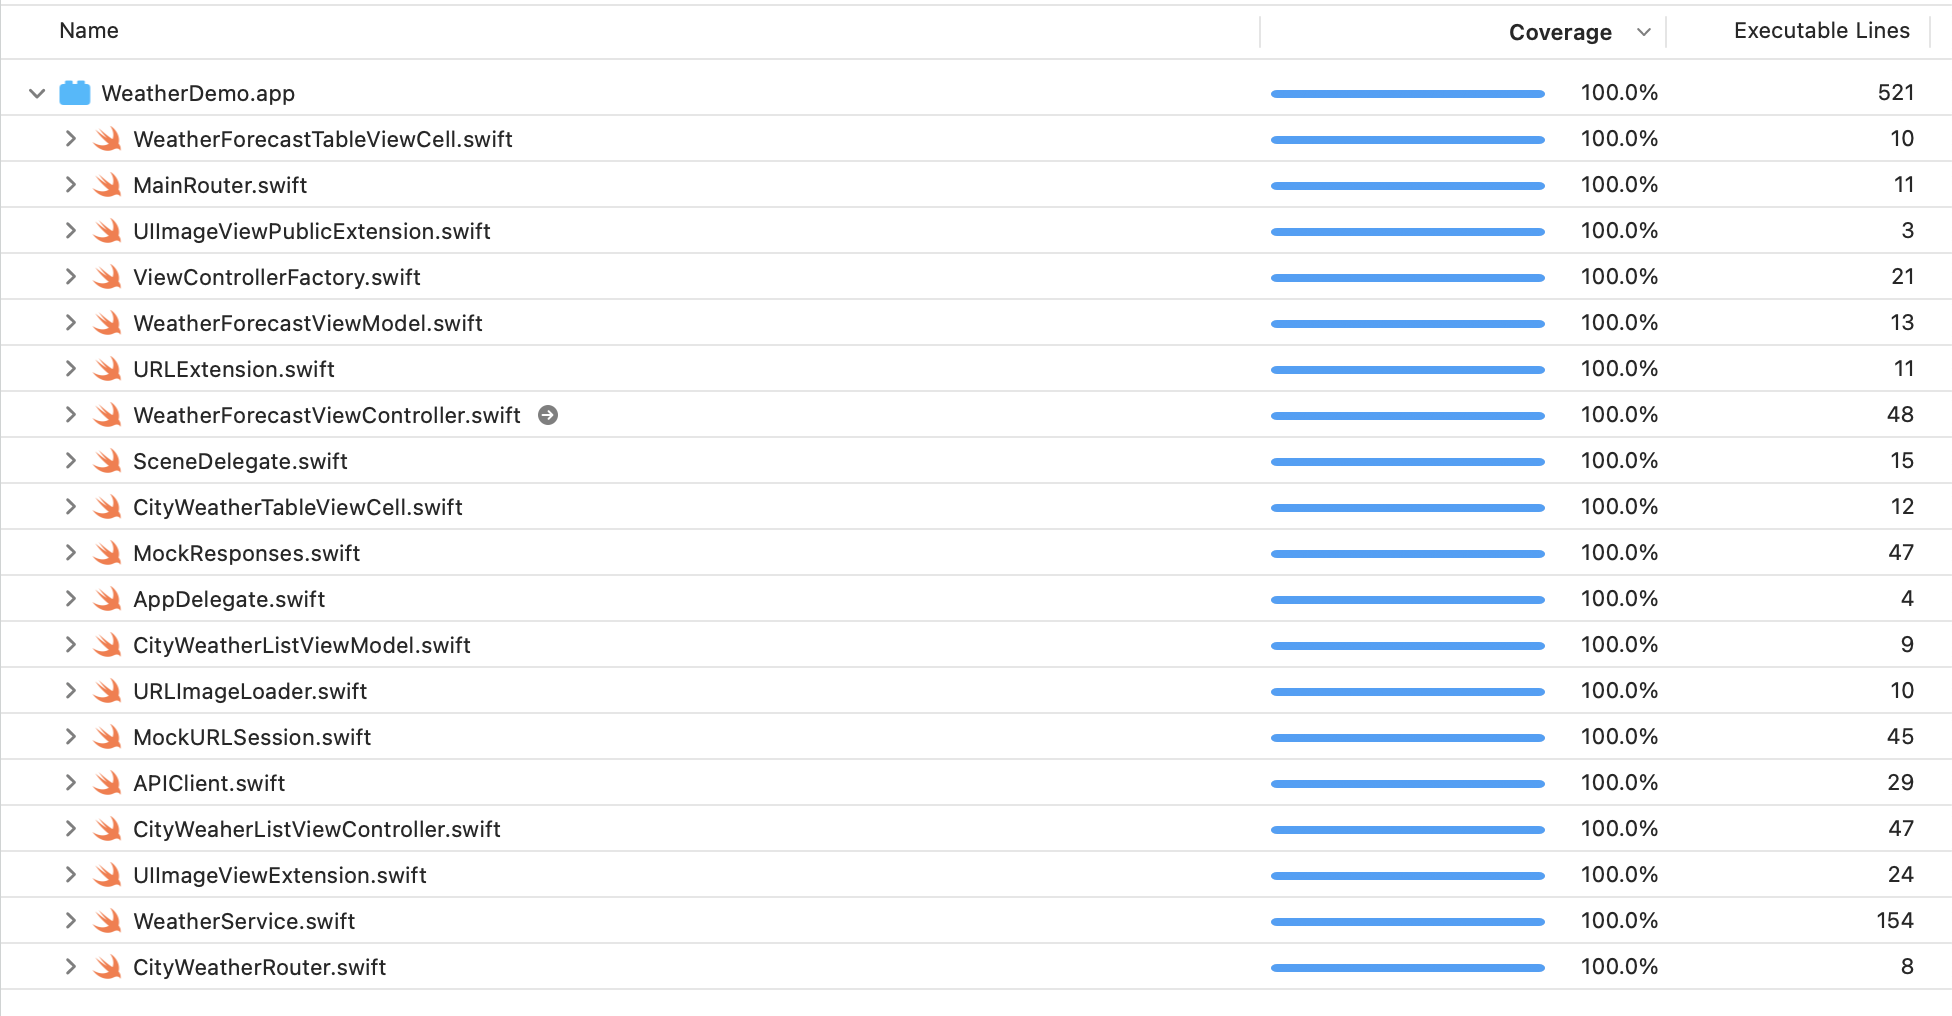 Name Coverage Executable Lines
WeatherDemo.app 100.0% 521
WeatherForecastTableViewCell.swift 100.0% 10
MainRouter.swift 100.0% 11
UIImageViewPublicExtension.swift 100.0% 3
ViewControllerFactory.swift 100.0% 21
WeatherForecastViewModel.swift 100.0% 13
URLExtension.swift 100.0% 11
WeatherForecastViewController.swift 100.0% 48
SceneDelegate.swift 100.0% 15
CityWeatherTableViewCell.swift 100.0% 12
MockResponses.swift 100.0% 47
AppDelegate.swift 100.0% 4
CityWeatherListViewModel.swift 100.0% 9
URLImageLoader.swift 100.0% 10
MockURLSession.swift 100.0% 45
APIClient.swift 100.0% 29
CityWeaherListViewController.swift 100.0% 47
UIImageViewExtension.swift 100.0% 24
WeatherService.swift 100.0% 154
CityWeatherRouter.swift 100.0% 8